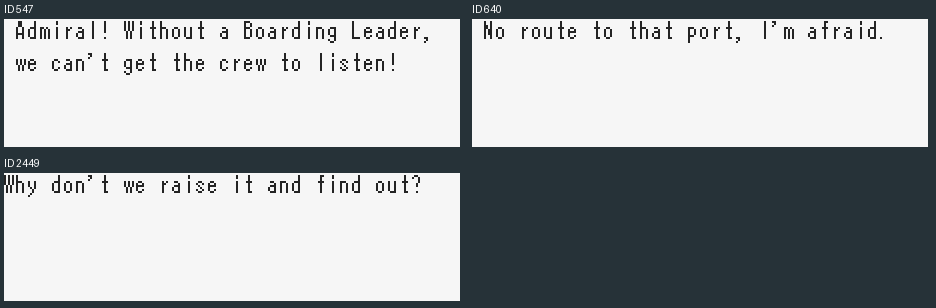 ID547
Admiral! Without a Boarding Leader,
we can't get the crew to listen!
ID640
No route to that port, I'm afraid.
ID2449
Why don't we raise it and find out?